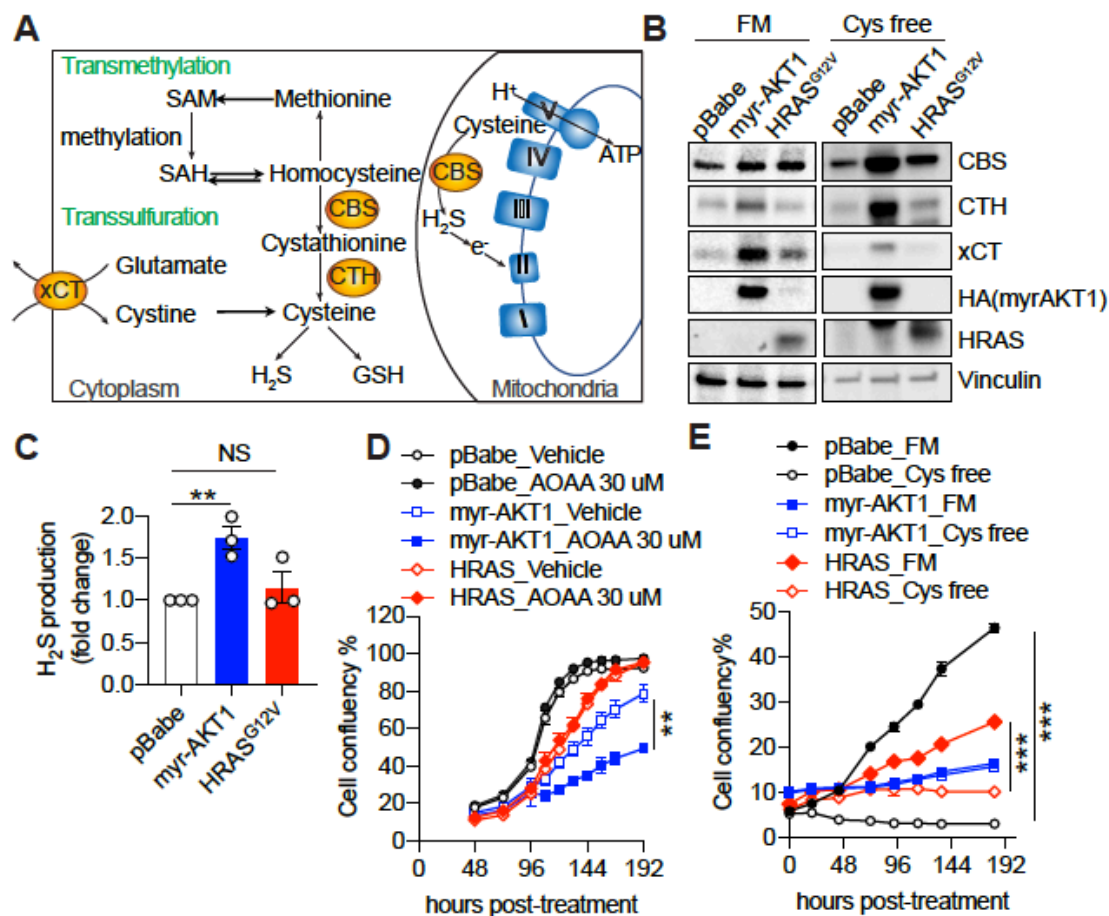 A
Transmethylation
SAM
Methionine
methylation
SAH
Homocysteine
Transsulfuration
CBS
Cystathionine
CTH
Glutamate
xCT
Cystine
Cysteine
H2S
GSH
Cytoplasm
H+
Cysteine
CBS
H2S
e-
V
IV
III
II
I
ATP
Mitochondria
B
FM
Cys free
pBabe
myr-AKT1
HRASG12V
pBabe
myr-AKT1
HRASG12V
CBS
CTH
xCT
HA(myrAKT1)
HRAS
Vinculin
C
NS
**
H2S production
(fold change)
2.0
1.5
1.0
0.5
0.0
pBabe
myr-AKT1
HRASG12V
D
pBabe_Vehicle
pBabe_AOAA 30 uM
myr-AKT1_Vehicle
myr-AKT1_AOAA 30 uM
HRAS_Vehicle
HRAS_AOAA 30 uM
Cell confluency %
120
100
80
60
40
20
0
**
0 48 96 144 192
hours post-treatment
E
pBabe_FM
pBabe_Cys free
myr-AKT1_FM
myr-AKT1_Cys free
HRAS_FM
HRAS_Cys free
Cell confluency%
50
40
30
20
10
0
***
***
0 48 96 144 192
hours post-treatment